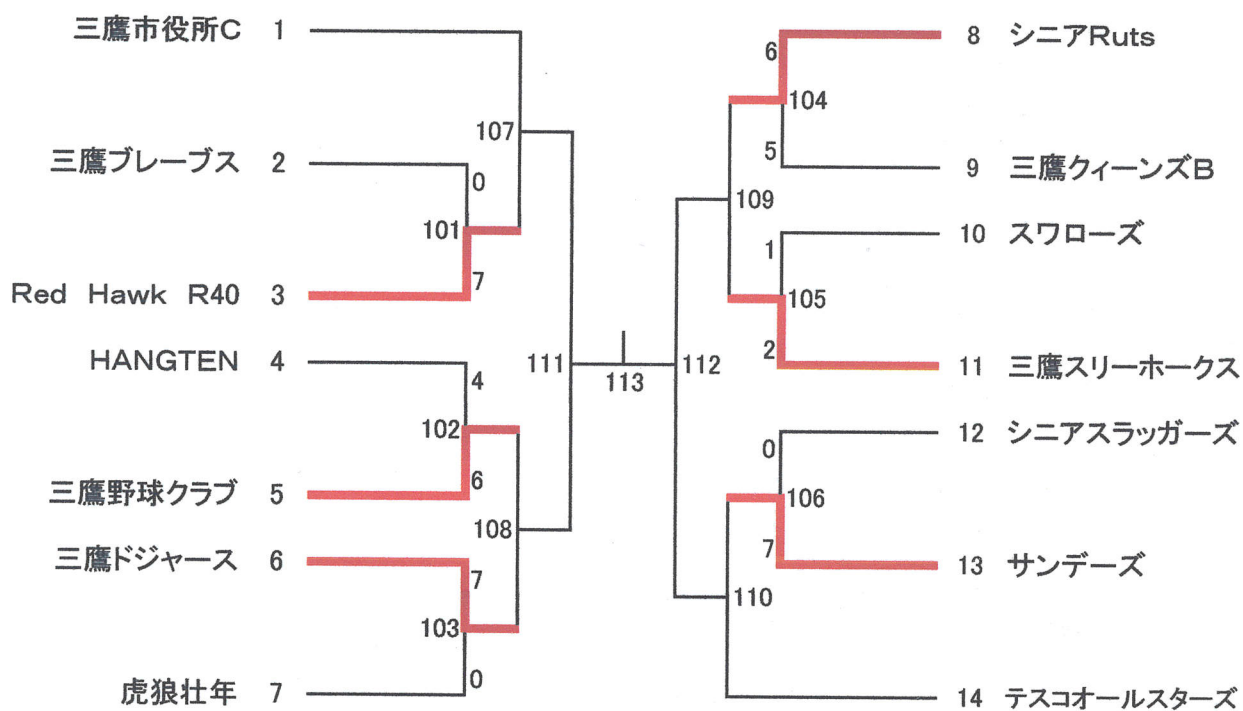 三鷹市役所C 1
107
三鷹ブレーブス 2
0
101
7
Red Hawk R40 3
HANGTEN 4
4
102
6
三鷹野球クラブ 5
108
三鷹ドジャース 6
7
103
0
虎狼壮年 7
111
113
112
8 シニアRuts
6
104
5
9 三鷹クィーンズB
109
10 スワローズ
1
105
2
11 三鷹スリーホークス
12 シニアスラッガーズ
0
106
7
13 サンデーズ
110
14 テスコオールスターズ